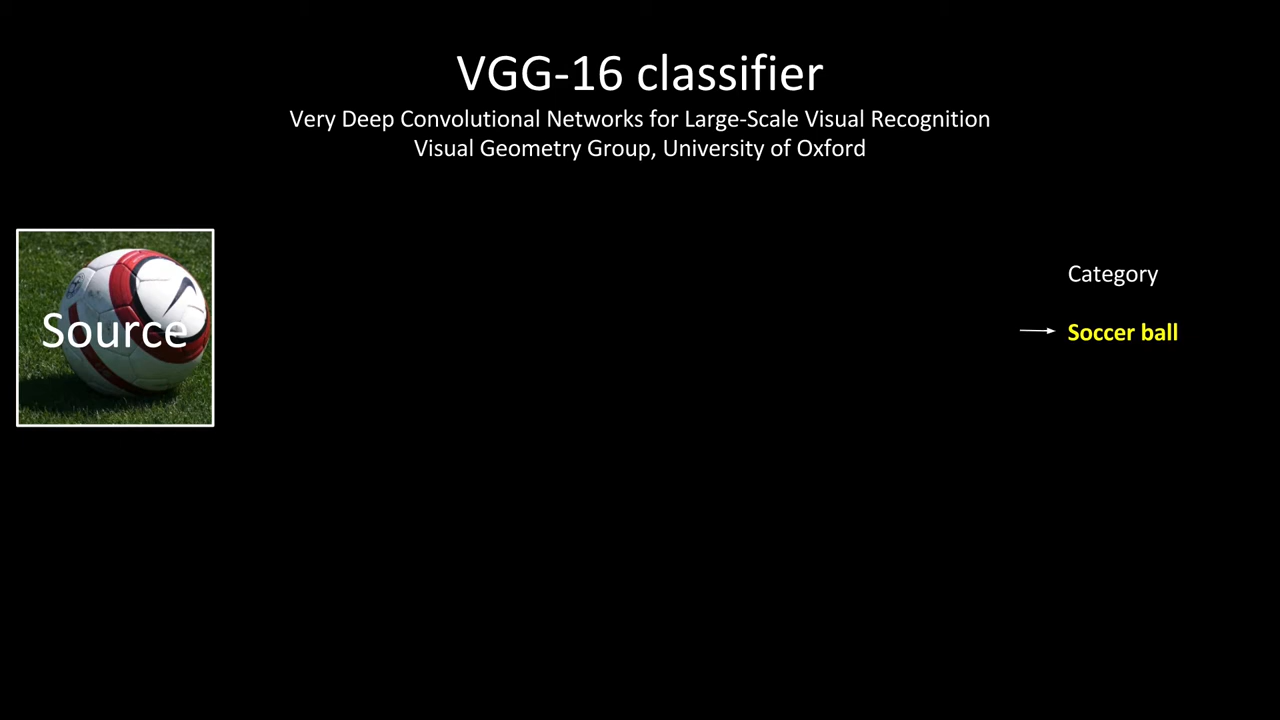 VGG-16 classifier
Very Deep Convolutional Networks for Large-Scale Visual Recognition
Visual Geometry Group, University of Oxford
Category
Source
Soccer ball